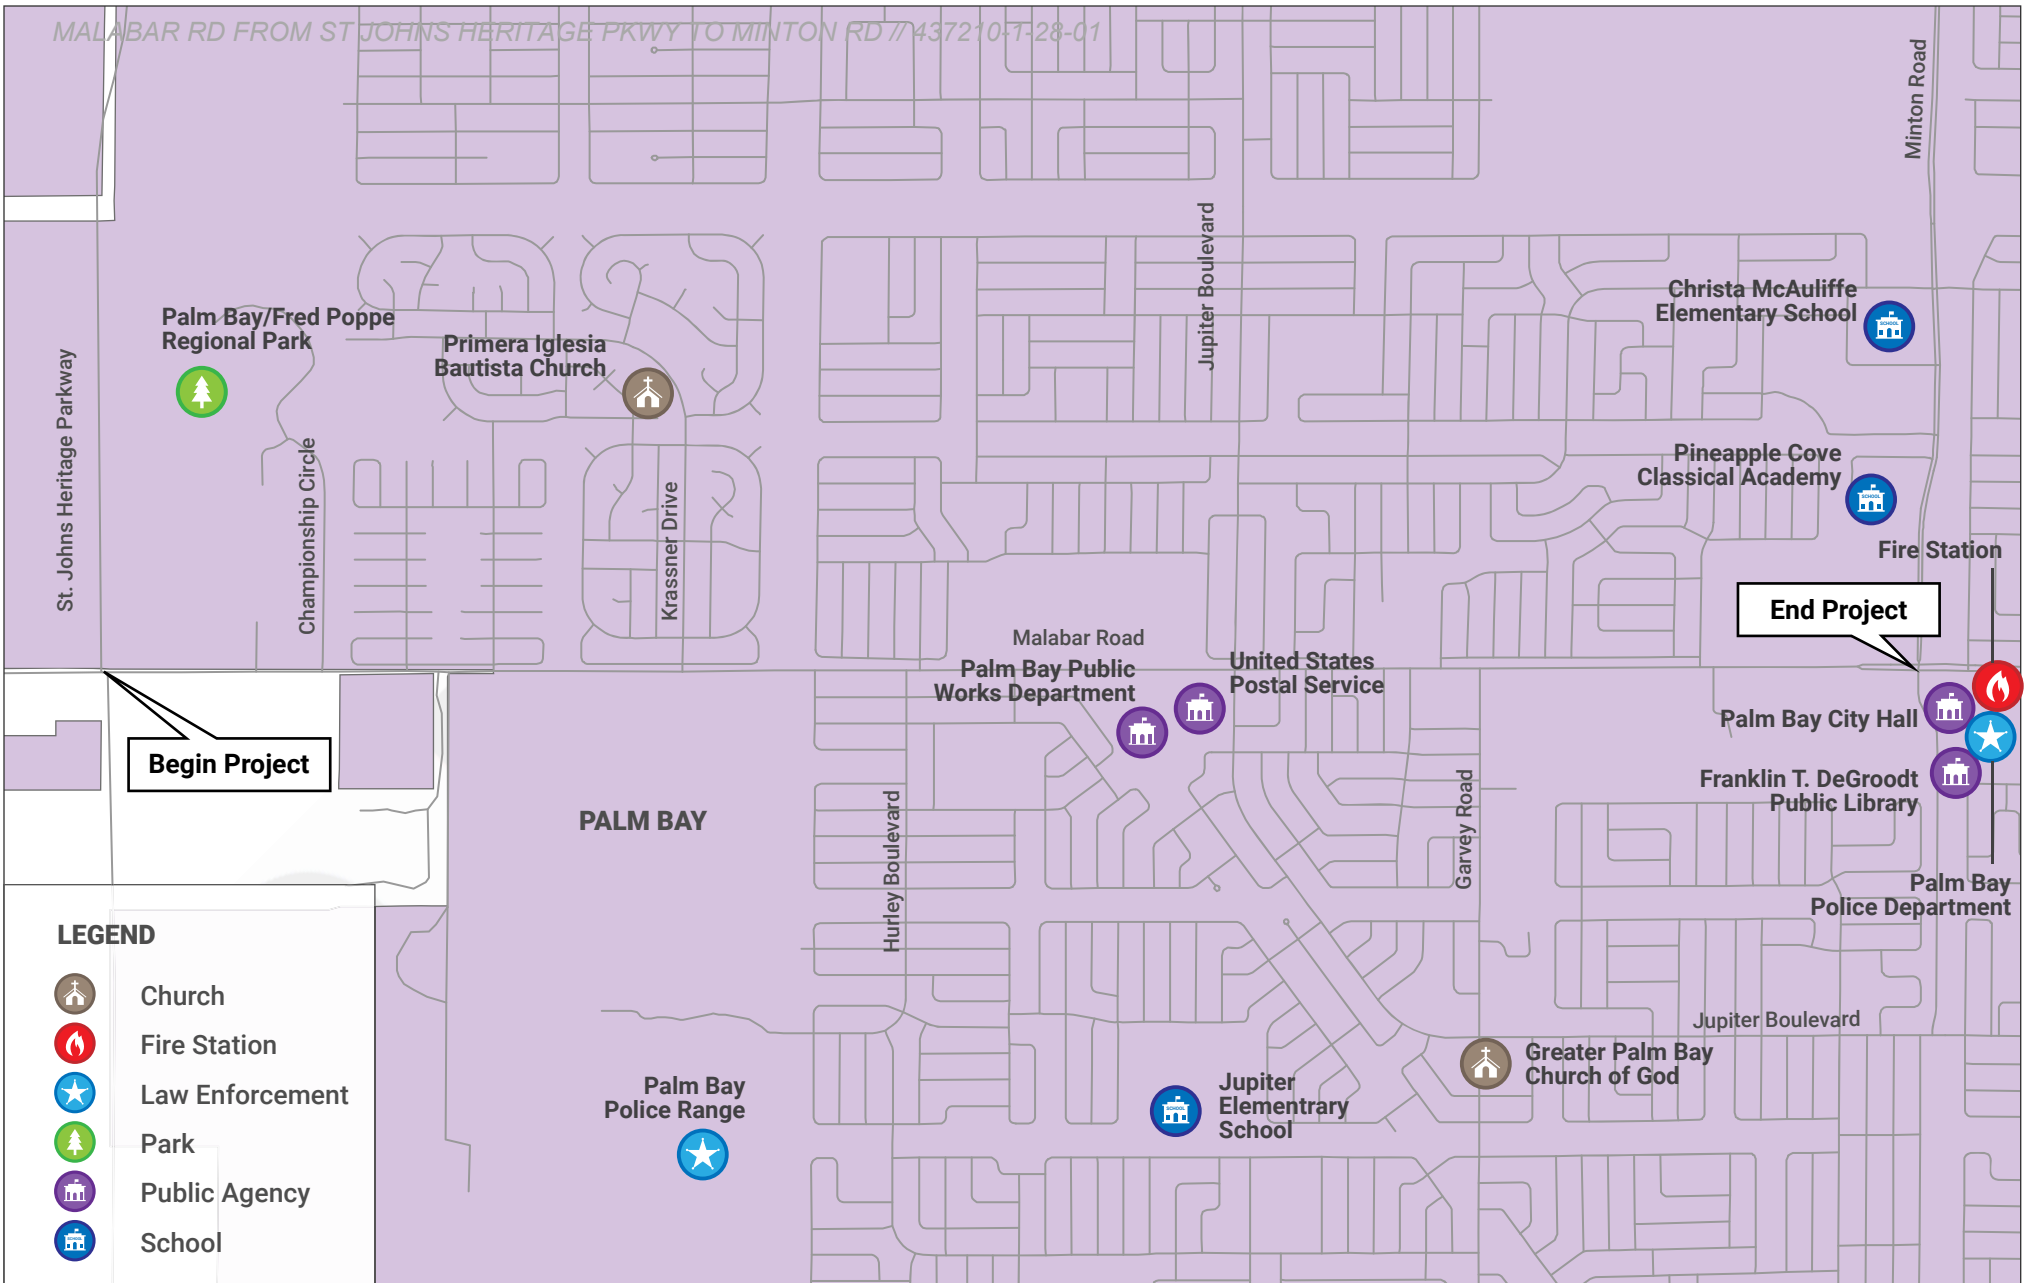 MALABAR RD FROM ST JOHNS HERITAGE PKWY TO MINTON RD // 437210-1-28-01
Minton Road
Jupiter Boulevard
Christa McAuliffe
Elementary School
SCHOOL
Palm Bay/Fred Poppe
Regional Park
Primera Iglesia
Bautista Church
St. Johns Heritage Parkway
Championship Circle
Krassner Drive
Pineapple Cove
Classical Academy
SCHOOL
Fire Station
End Project
Malabar Road
Palm Bay Public
Works Department
United States
Postal Service
Palm Bay City Hall
Begin Project
Franklin T. DeGroodt
Public Library
PALM BAY
Hurley Boulevard
Garvey Road
Palm Bay
Police Department
Jupiter Boulevard
Greater Palm Bay
Church of God
Palm Bay
Police Range
Jupiter
Elementrary
School
SCHOOL
LEGEND
Church
Fire Station
Law Enforcement
Park
Public Agency
School
SCHOOL